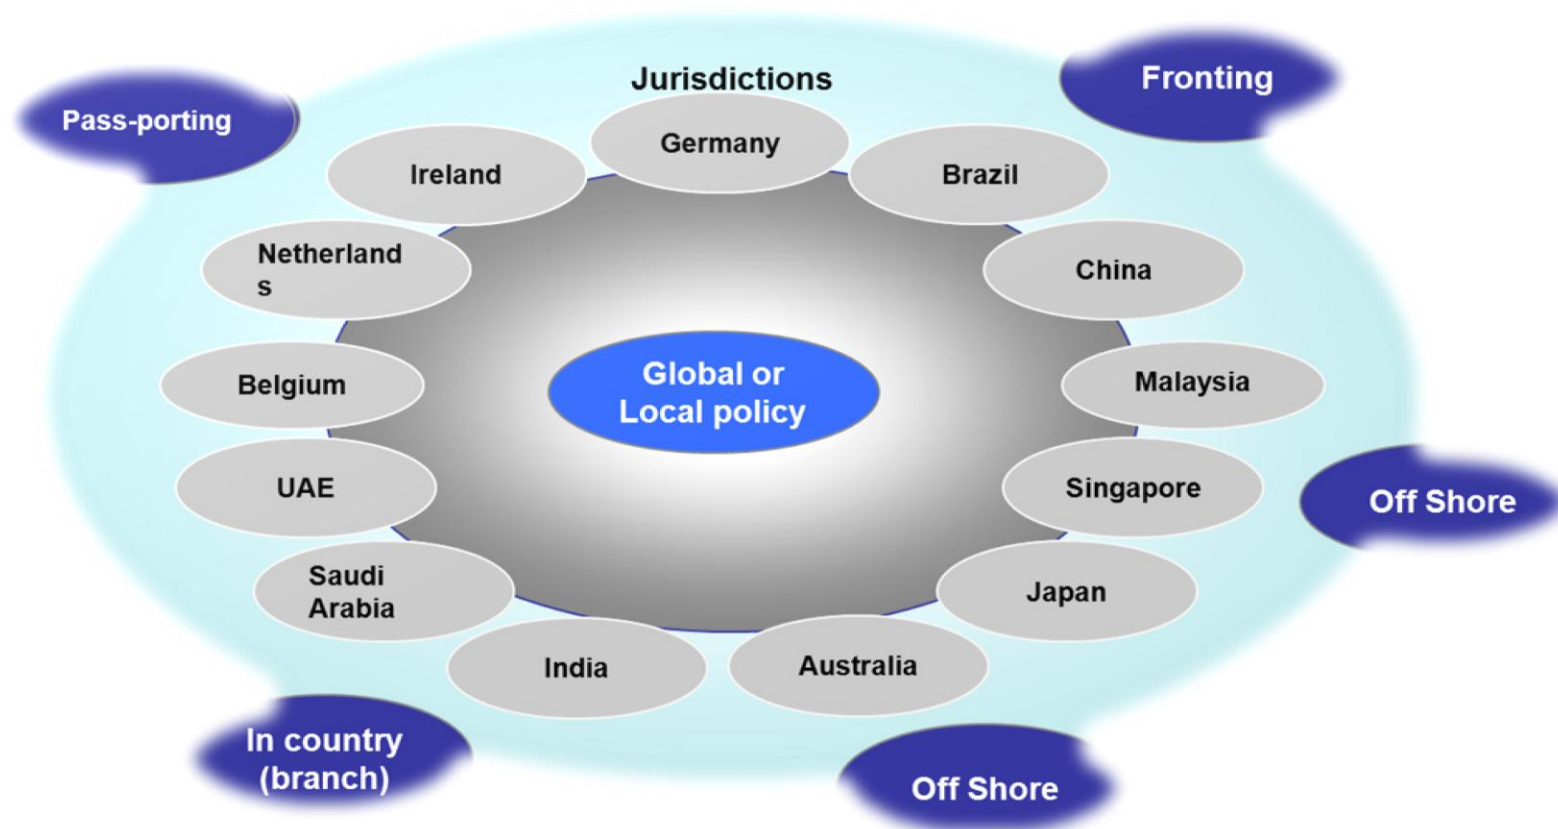 Jurisdictions
Fronting
Pass-porting
Germany
Ireland
Brazil
Netherland
s
China
Global or
Local policy
Belgium
Malaysia
UAE
Singapore
Off Shore
Saudi
Arabia
Japan
India
Australia
In country
(branch)
Off Shore